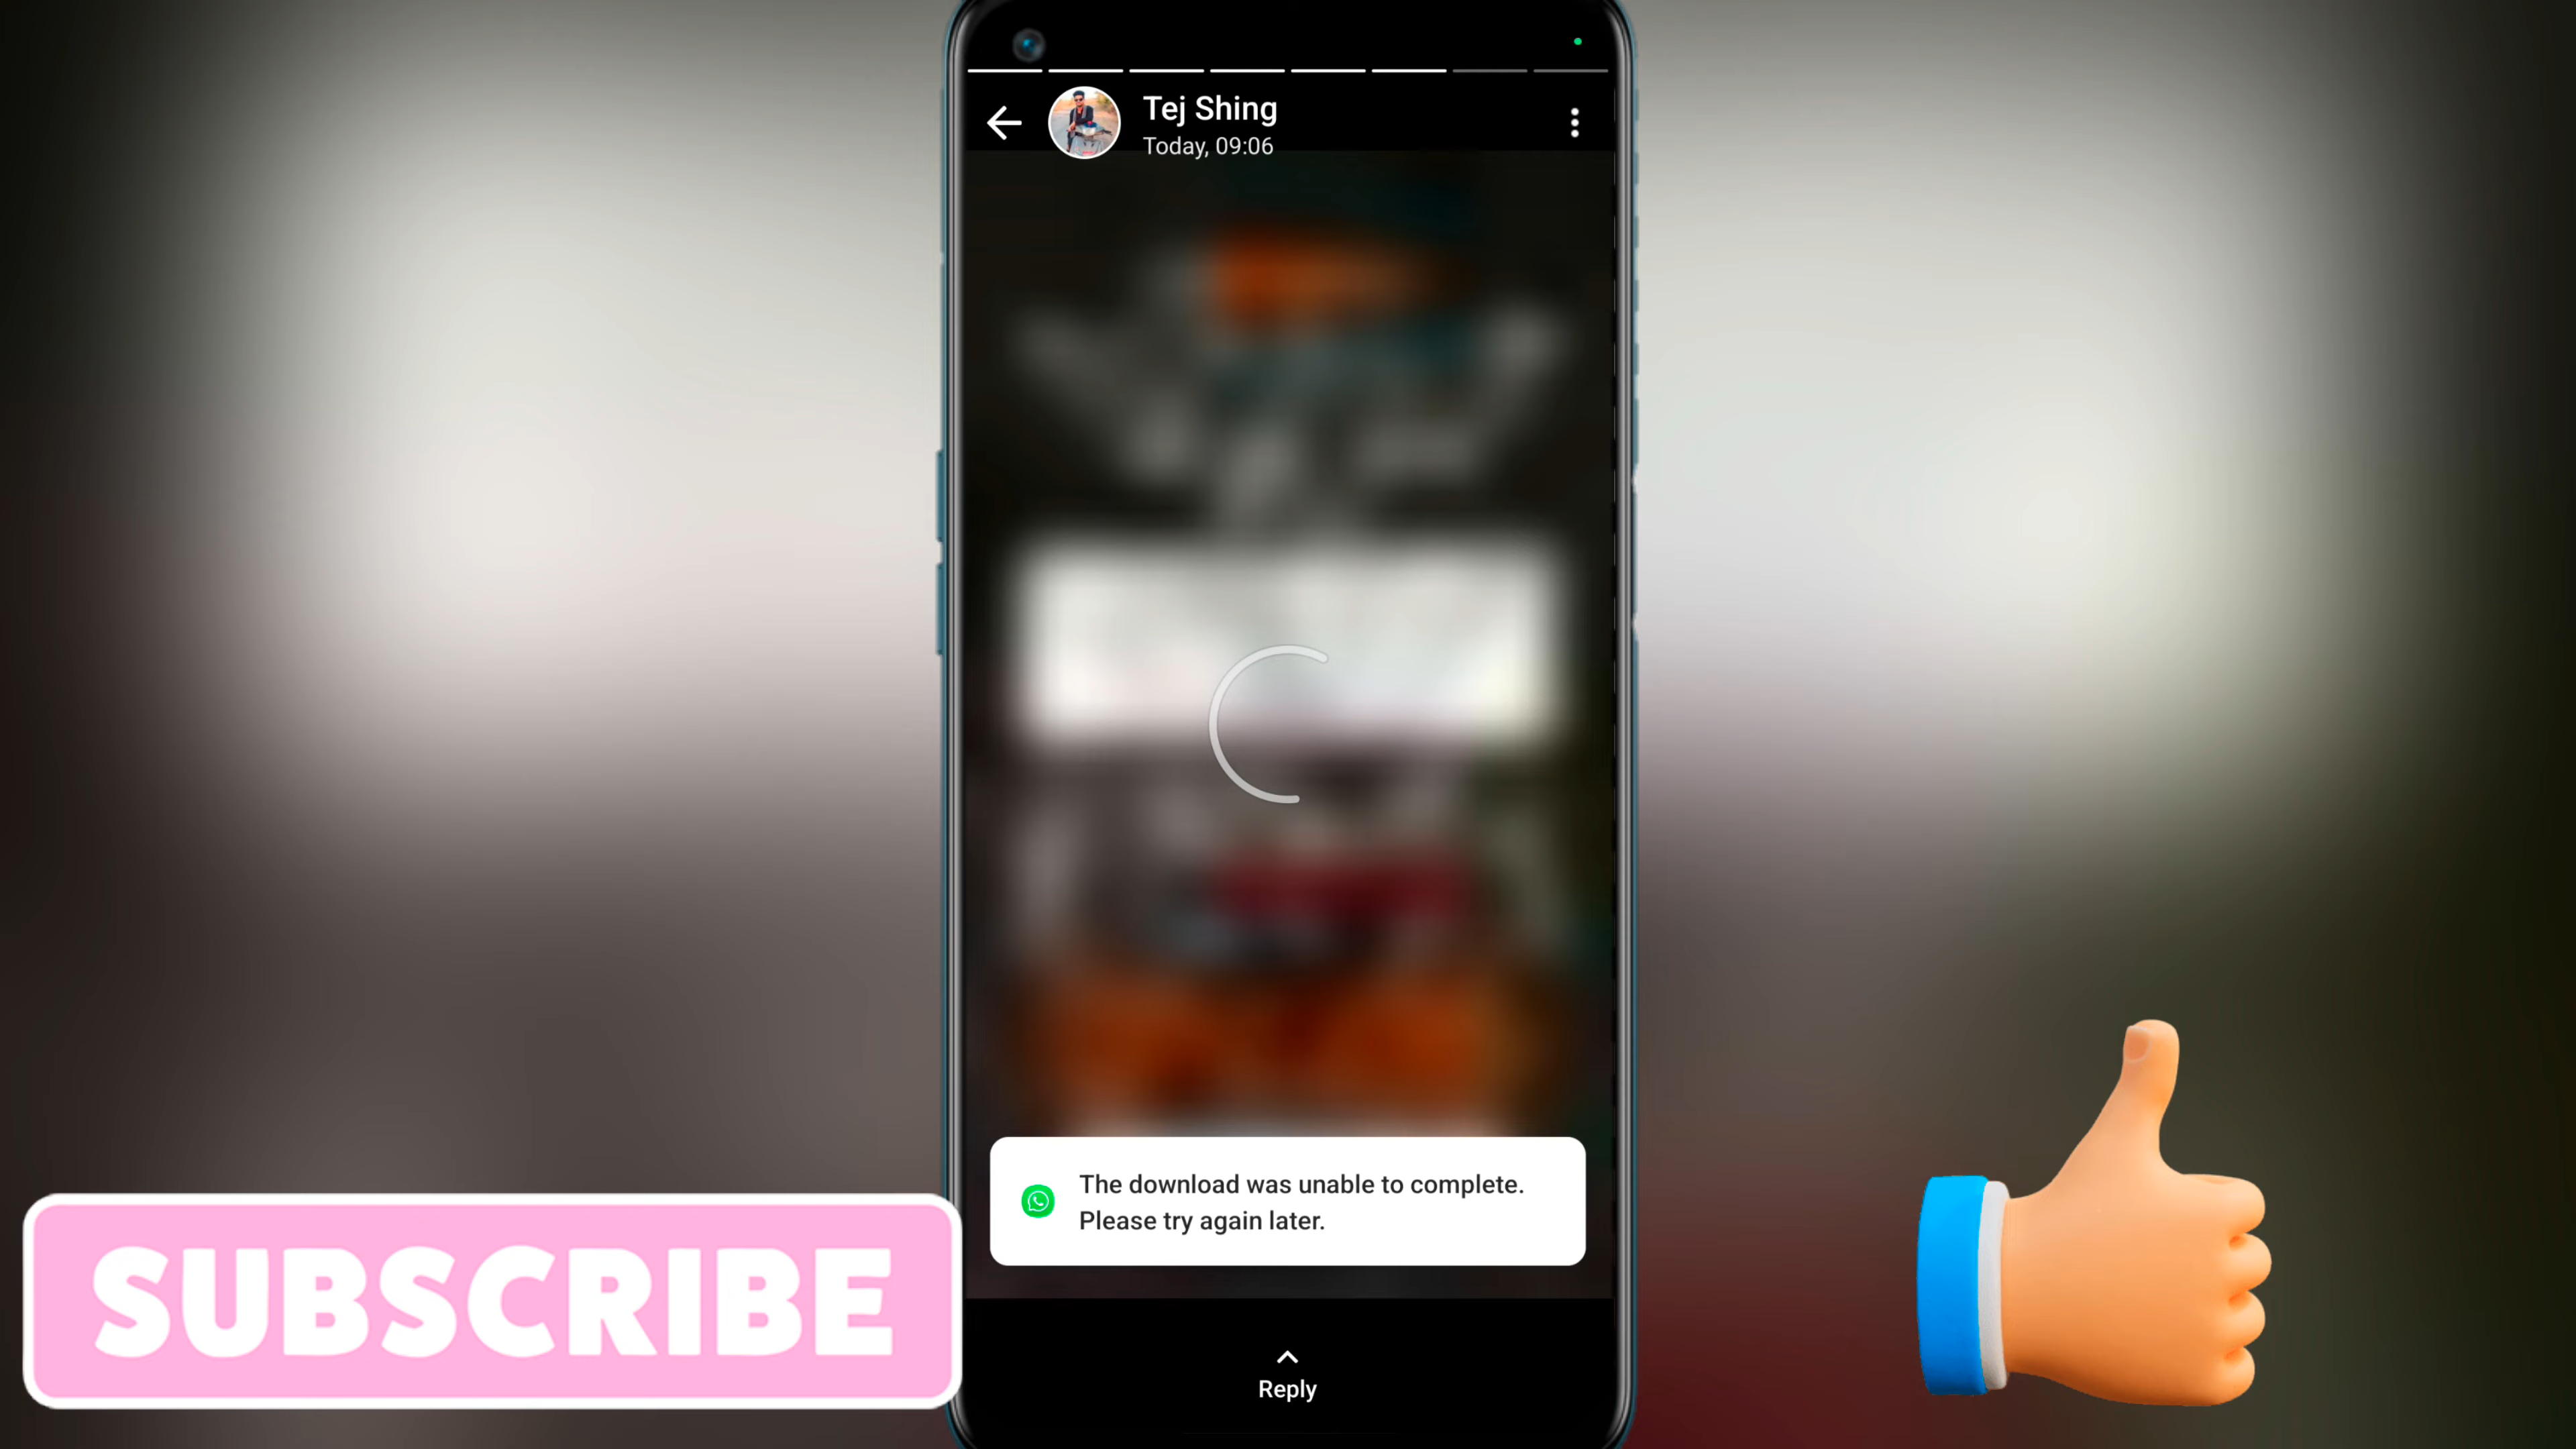 Tej Shing
Today, 09:06
The download was unable to complete.
Please try again later.
SUBSCRIBE
Reply